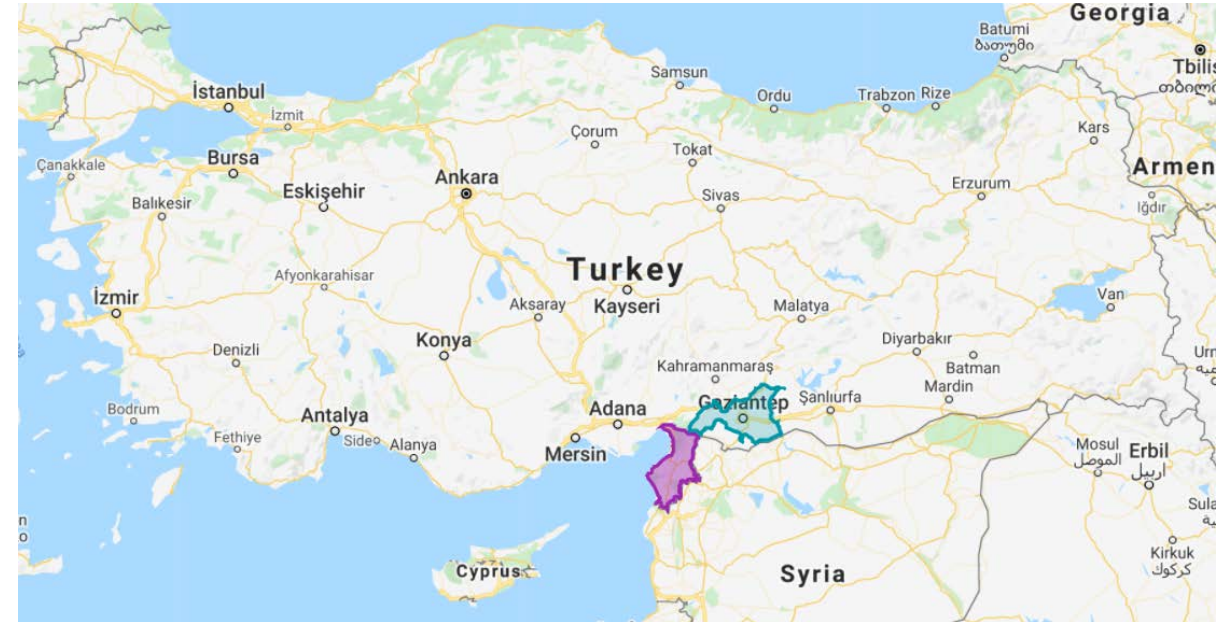 Georgia
Batumi
ბათუმი
Tbilis
İstanbul
İzmit
Samsun
Ordu
Trabzon
Rize
Kars
Çorum
Tokat
Çanakkale
Bursa
Eskişehir
Ankara
Armen
Balıkesir
Sivas
Erzurum
Iğdır
Turkey
Afyonkarahisar
İzmir
Aksaray
Kayseri
Malatya
Van
Konya
Diyarbakır
Denizli
Kahramanmaraş
Batman
Mardin
Bodrum
Antalya
Adana
Gaziantep
Şanlıurfa
Fethiye
Side
Alanya
Mersin
Mosul
الموصل
Erbil
اربيل
Sula
Kirkuk
كركوك
Cyprus
Syria